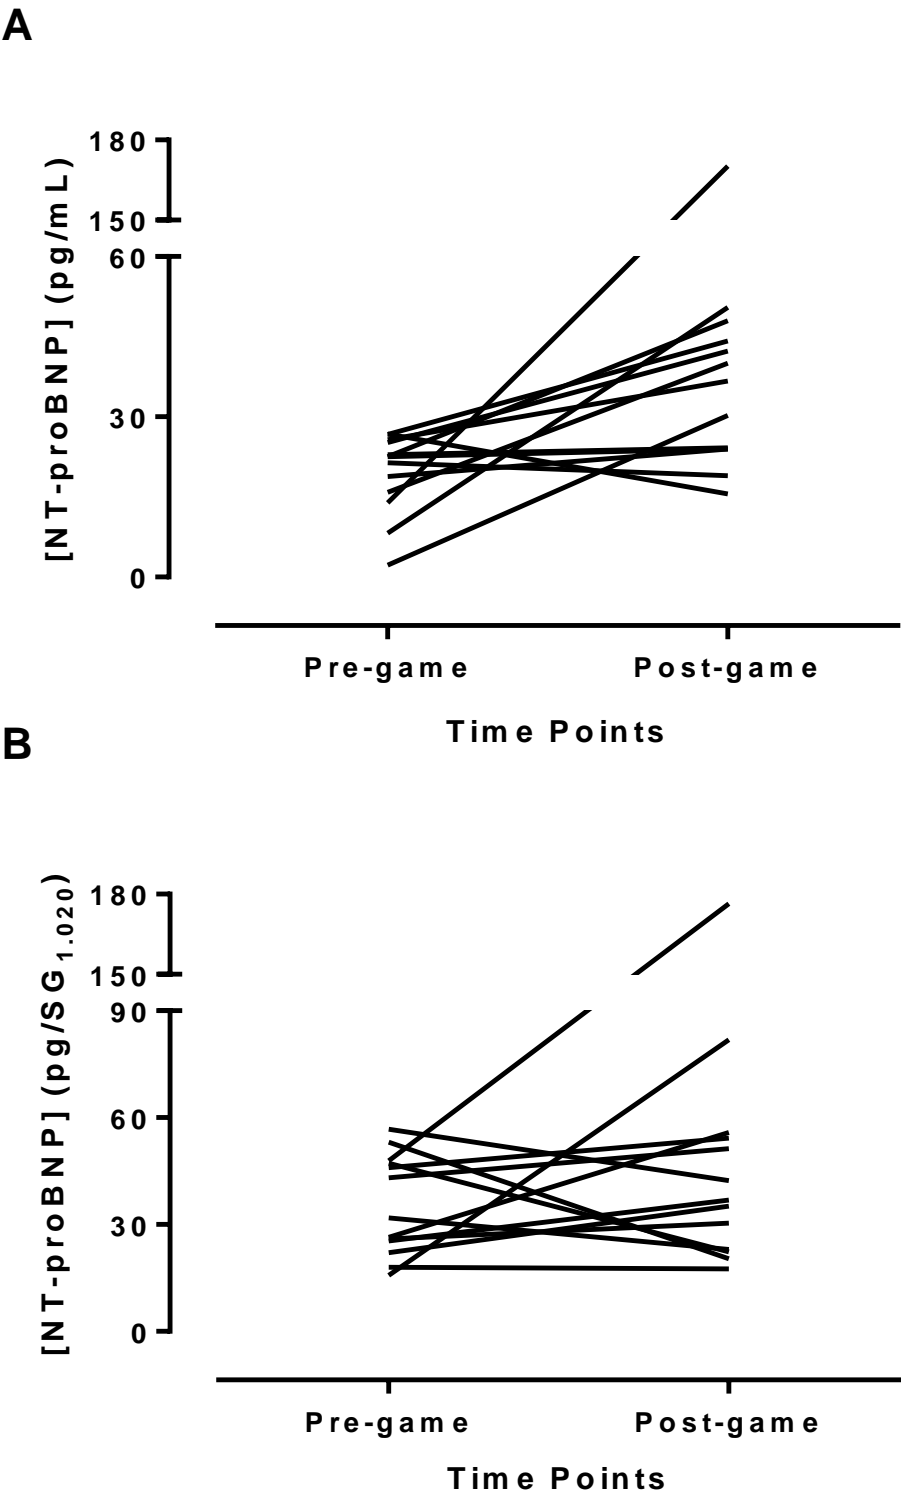 A
[NT-proBNP] (pg/mL)
180
150
60
30
0
Pre-game Post-game
Time Points
B
[NT-proBNP] (pg/SG1.020)
180
150
90
60
30
0
Pre-game Post-game
Time Points